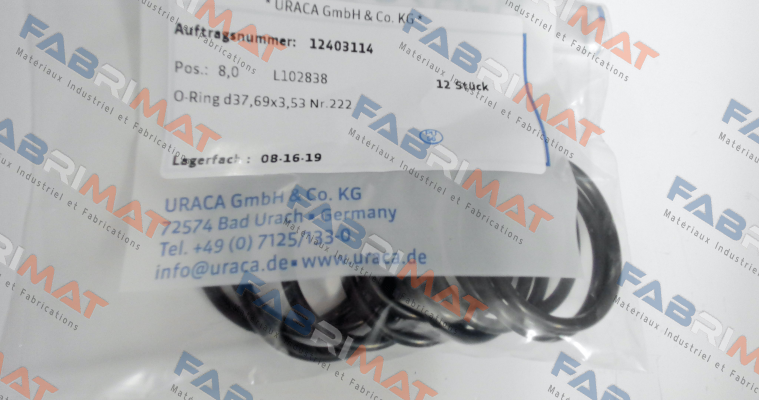 * URACA GmbH & Co. KG *
Auftragsnummer: 12403114
Pos.: 8,0 L102838 12 Stück
O-Ring d37,69x3,53 Nr.222
Lagerfach: 08-16-19
URACA GmbH & Co. KG
72574 Bad Urach · Germany
Tel. +49 (0) 7125/133-0
info@uraca.de▪www.uraca.de
FABRIMAT
Matériaux Industriel et Fabrications